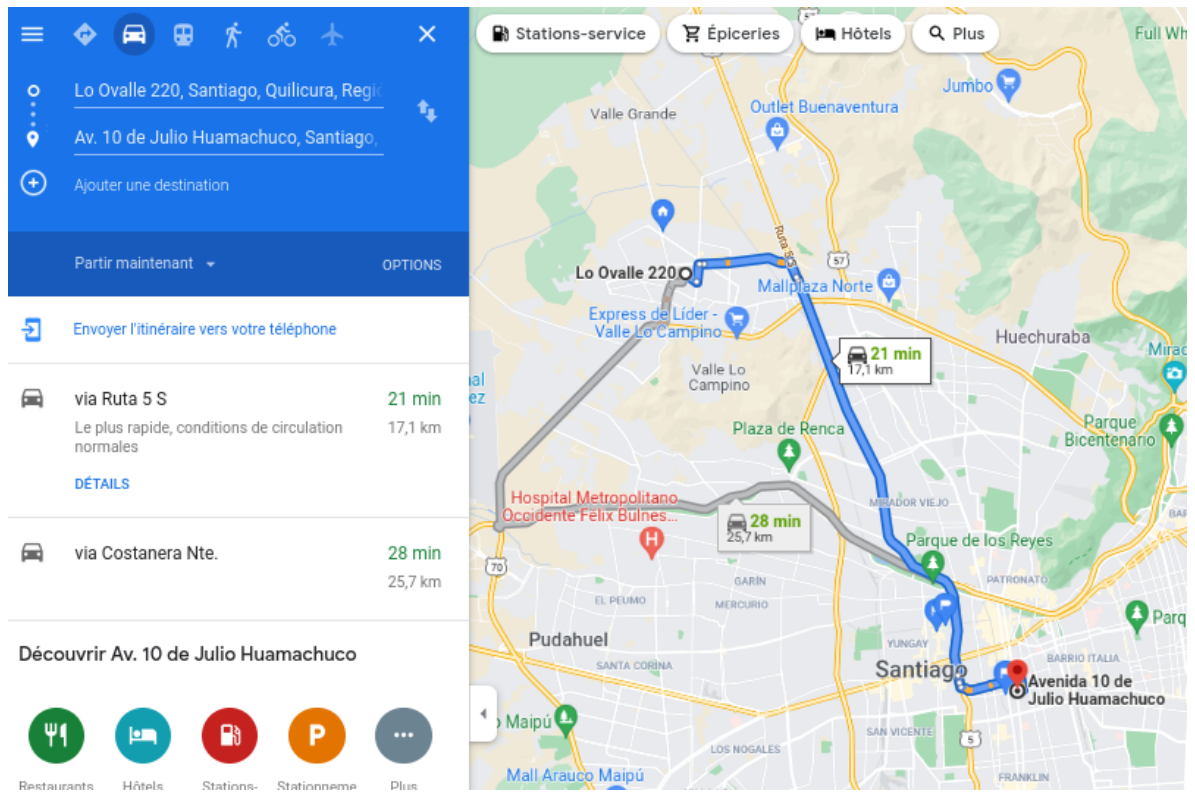 Lo Ovalle 220, Santiago, Quilicura, Regi
Av. 10 de Julio Huamachuco, Santiago,
Ajouter une destination
Partir maintenant
OPTIONS
Envoyer l'itinéraire vers votre téléphone
via Ruta 5 S
21 min
Le plus rapide, conditions de circulation
17,1 km
normales
DÉTAILS
via Costanera Nte.
28 min
25,7 km
Découvrir Av. 10 de Julio Huamachuco
P
Restaurants
Hôtels
Stations-
Stationneme
Plus
Stations-service
Épiceries
Hôtels
Plus
Full Wh
Jumbo
Outlet Buenaventura
Valle Grande
Ruta 5 S
57
Lo Ovalle 220
Mallplaza Norte
Express de Líder -
Valle Lo Campino
Huechuraba
21 min
17,1 km
Mirac
Valle Lo
Campino
nal
ez
Parque
Bicentenario
Plaza de Renca
Hospital Metropolitano
Occidente Félix Bulnes...
H
MIRADOR VIEJO
BAR
28 min
25,7 km
Parque de los Reyes
70
GARÍN
PATRONATO
EL PEUMO
MERCURIO
Parq
Pudahuel
YUNGAY
SANTA CORINA
Santiago
BARRIO ITALIA
Avenida 10 de
Julio Huamachuco
o Maipú
SAN VICENTE
5
LOS NOGALES
Mall Arauco Maipú
FRANKLIN